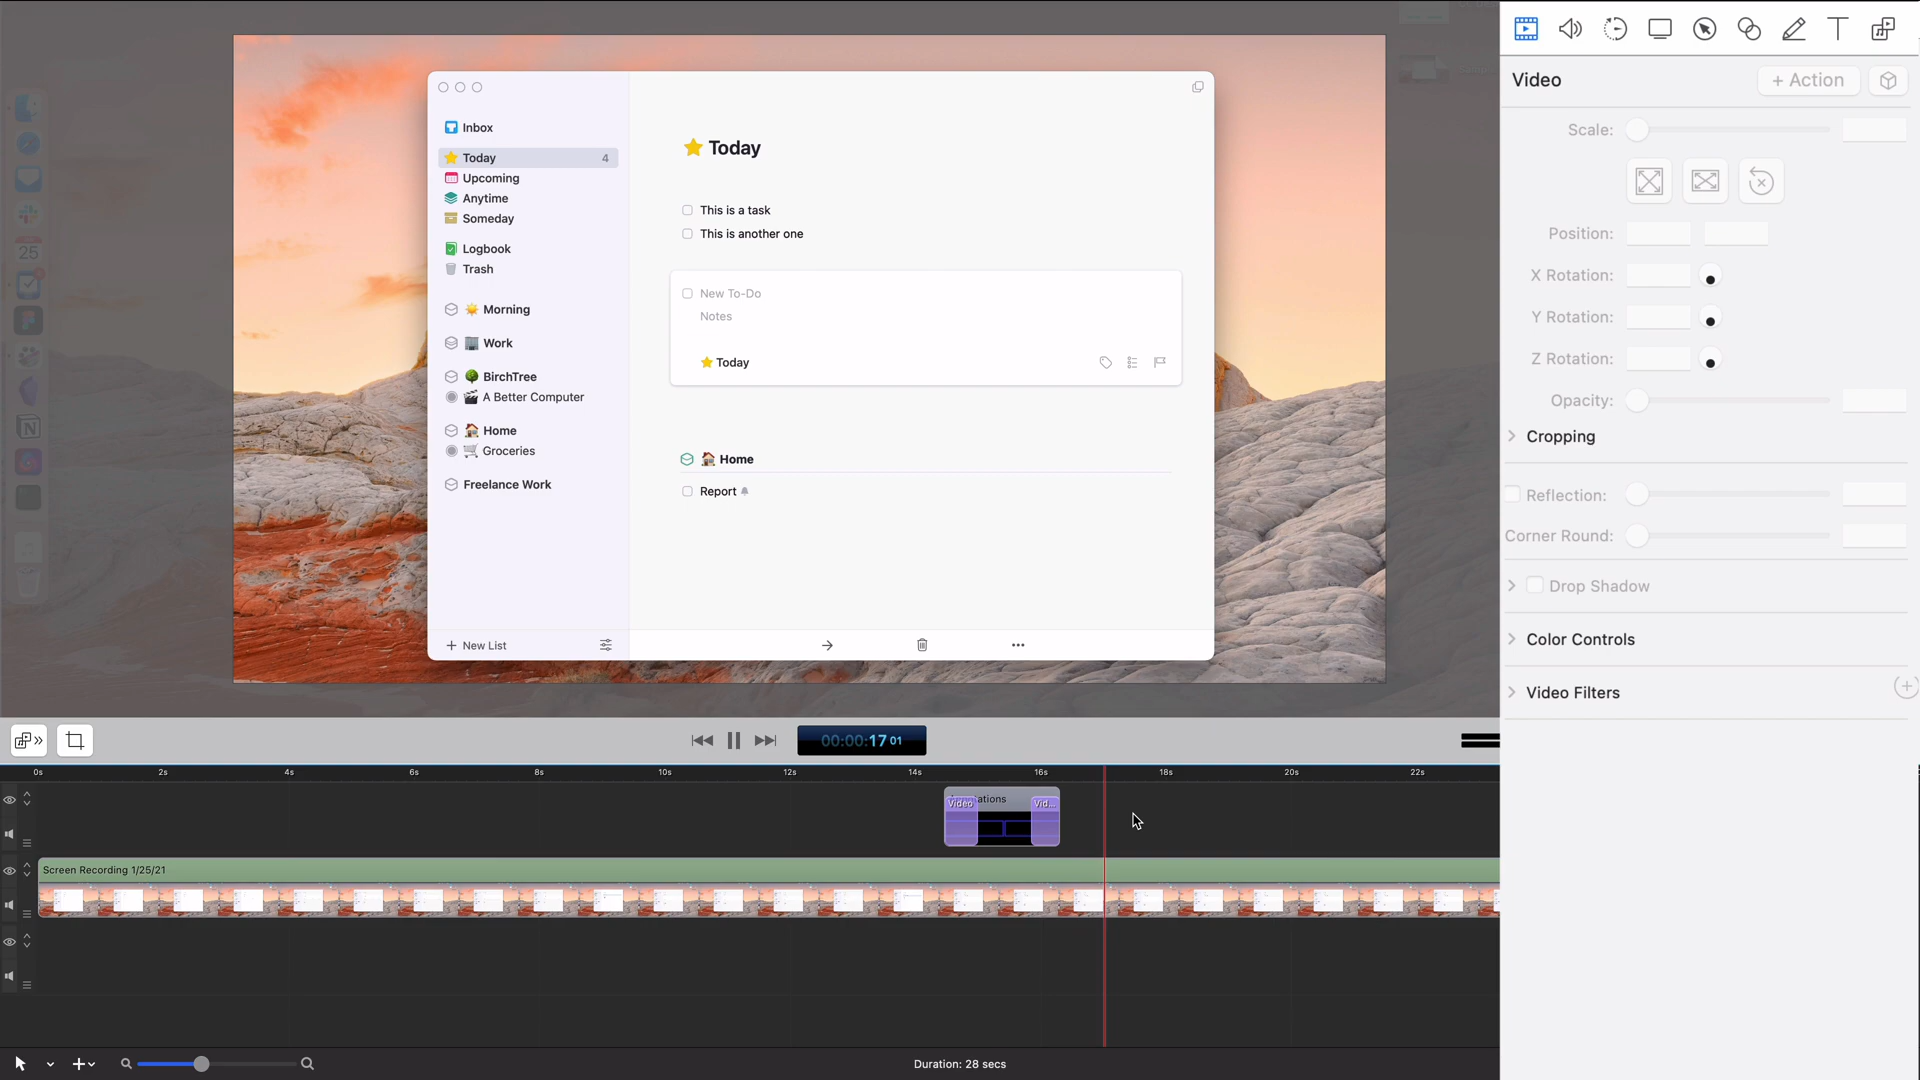 Inbox
Today 4
Upcoming
Anytime
Someday
Logbook
Trash
Morning
Work
BirchTree
A Better Computer
Home
Groceries
Freelance Work
New List
Today
This is a task
This is another one
New To-Do
Notes
Today
Home
Report
25
Video
+ Action
Scale:
Position:
X Rotation:
Y Rotation:
Z Rotation:
Opacity:
Cropping
Reflection:
Corner Round:
Drop Shadow
Color Controls
Video Filters
00:00:17 01
0s 2s 4s 6s 8s 10s 12s 14s 16s 18s 20s 22s
Video Vid...
Screen Recording 1/25/21
Duration: 28 secs